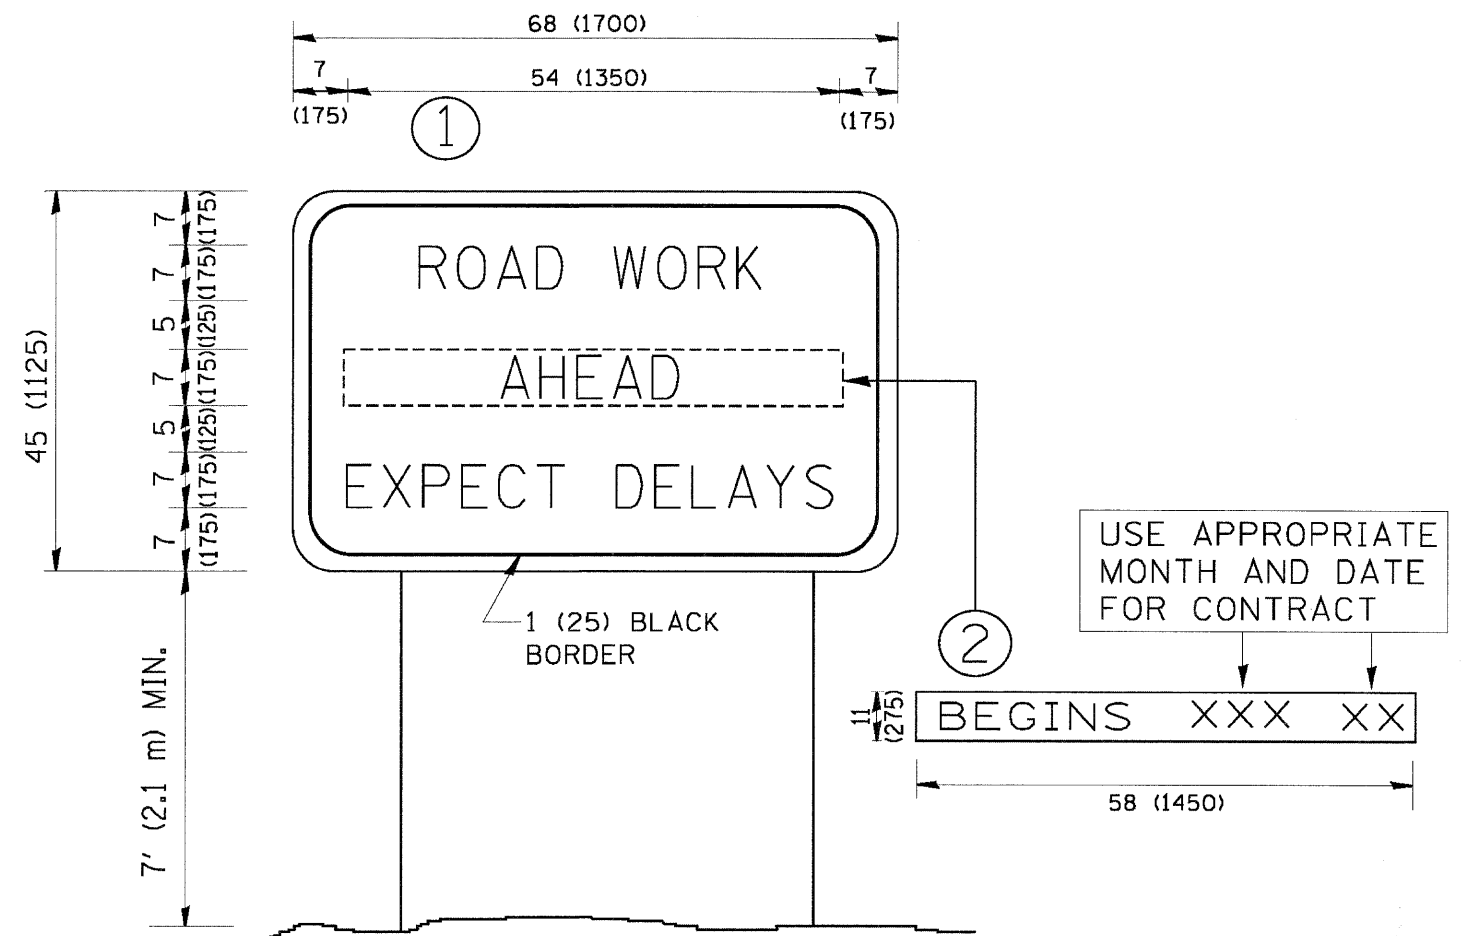 68 (1700)
7
54 (1350)
7
(175)
(175)
1
45 (1125)
7
(175)
7
(175)
5
(125)
7
(175)
5
(125)
7
(175)
7
(175)
ROAD WORK
AHEAD
EXPECT DELAYS
1 (25) BLACK
BORDER
7' (2.1 m) MIN.
USE APPROPRIATE
MONTH AND DATE
FOR CONTRACT
2
11
(275)
BEGINS XXX XX
58 (1450)